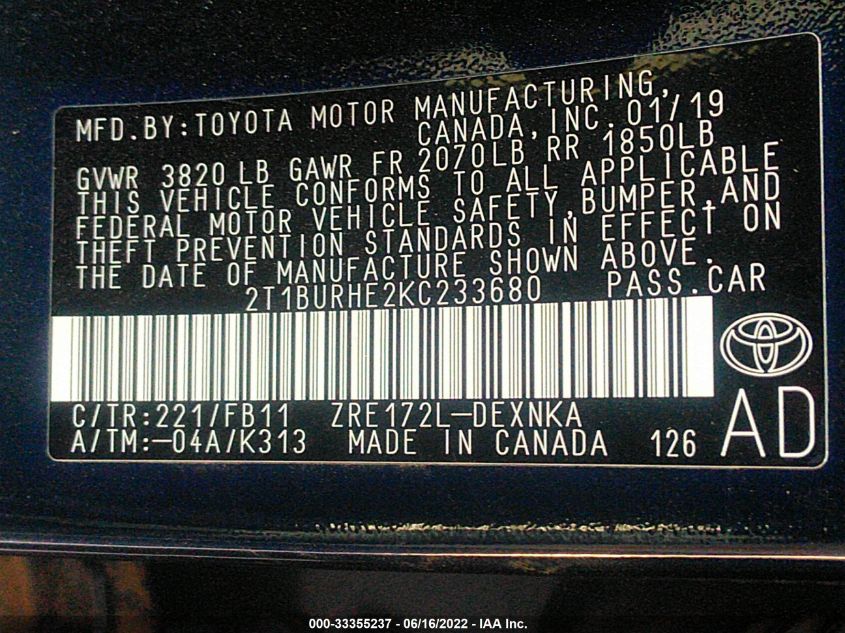 MFD.BY:TOYOTA MOTOR MANUFACTURING,
CANADA,INC. 01/19
GVWR 3820 LB GAWR FR 2070LB RR 1850LB
THIS VEHICLE CONFORMS TO ALL APPLICABLE
FEDERAL MOTOR VEHICLE SAFETY,BUMPER,AND
THEFT PREVENTION STANDARDS IN EFFECT ON
THE DATE OF MANUFACTURE SHOWN ABOVE.
2T1BURHE2KC233680 PASS.CAR
C/TR:221/FB11 ZRE172L-DEXNKA
A/TM:-04A/K313 MADE IN CANADA 126 AD
000-33355237 - 06/16/2022 - IAA Inc.